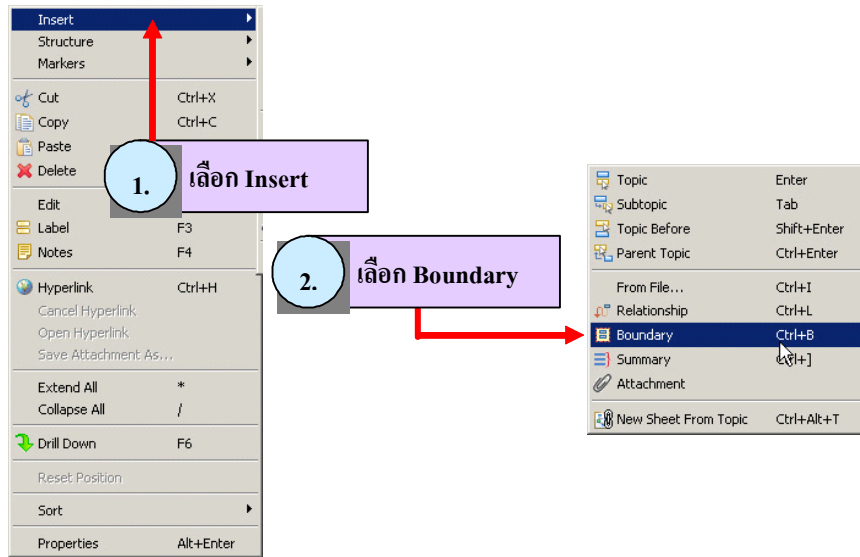 Insert
Structure
Markers
Cut Ctrl+X
Copy Ctrl+C
Paste
Delete
1. เลือก Insert
Edit
Label F3
Notes F4
2. เลือก Boundary
Hyperlink Ctrl+H
Cancel Hyperlink
Open Hyperlink
Save Attachment As...
Extend All *
Collapse All /
Drill Down F6
Reset Position
Sort
Properties Alt+Enter
Topic Enter
Subtopic Tab
Topic Before Shift+Enter
Parent Topic Ctrl+Enter
From File... Ctrl+I
Relationship Ctrl+L
Boundary Ctrl+B
Summary Ctrl+]
Attachment
New Sheet From Topic Ctrl+Alt+T